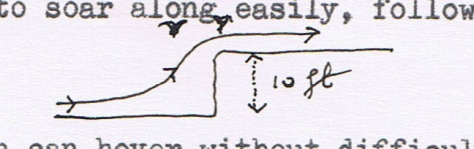 to soar along easily, follow
10 ft
n can hover without difficul